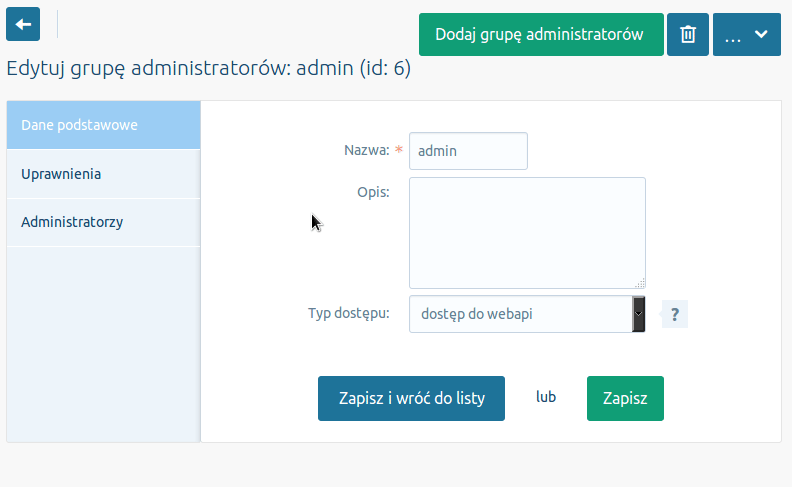 Dodaj grupę administratorów
...
Edytuj grupę administratorów: admin (id: 6)
Dane podstawowe
Uprawnienia
Administratorzy
Nazwa: * admin
Opis:
Typ dostępu: dostęp do webapi ?
Zapisz i wróć do listy lub Zapisz